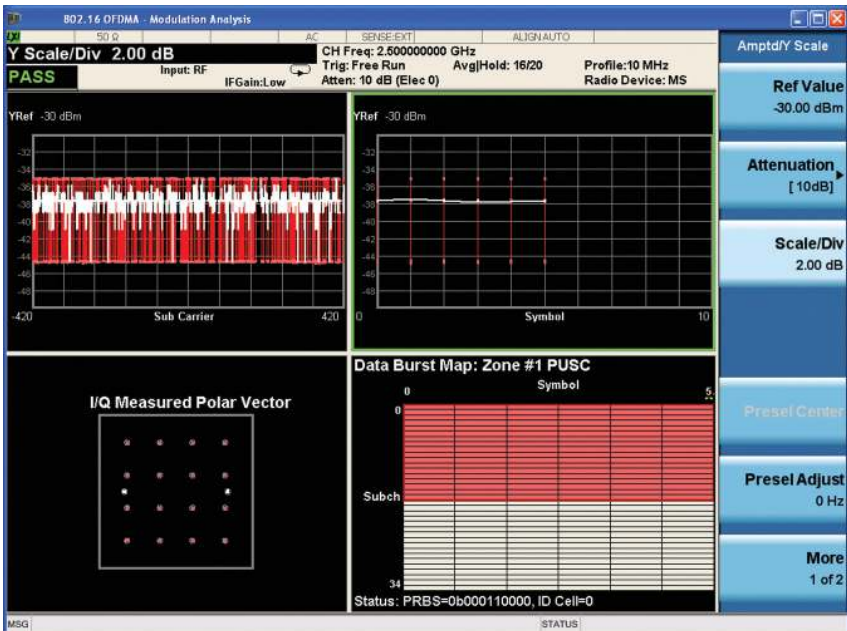 802.16 OFDMA - Modulation Analysis
50 Ω AC SENSE:EXT ALIGNAUTO
Y Scale/Div 2.00 dB
PASS
Input: RF
IFGain:Low
CH Freq: 2.500000000 GHz
Trig: Free Run Avg|Hold: 16/20 Profile:10 MHz
Atten: 10 dB (Elec 0) Radio Device: MS
YRef -30 dBm
-32
-34
-36
-38
-40
-42
-44
-46
-48
-420 Sub Carrier 420
YRef -30 dBm
-32
-34
-36
-38
-40
-42
-44
-46
-48
0 Symbol 10
I/Q Measured Polar Vector
Data Burst Map: Zone #1 PUSC
Symbol
0 5
0
Subch
34
Status: PRBS=0b000110000, ID Cell=0
Amptd/Y Scale
Ref Value
-30.00 dBm
Attenuation
[ 10dB]
Scale/Div
2.00 dB
Presel Center
Presel Adjust
0 Hz
More
1 of 2
MSG STATUS